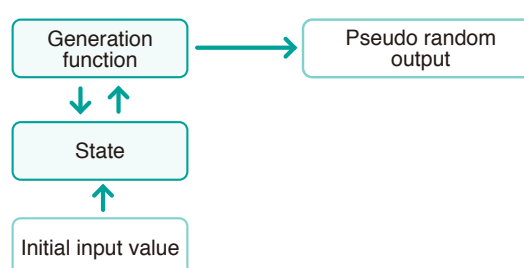 Generation
function
Pseudo random
output
State
Initial input value